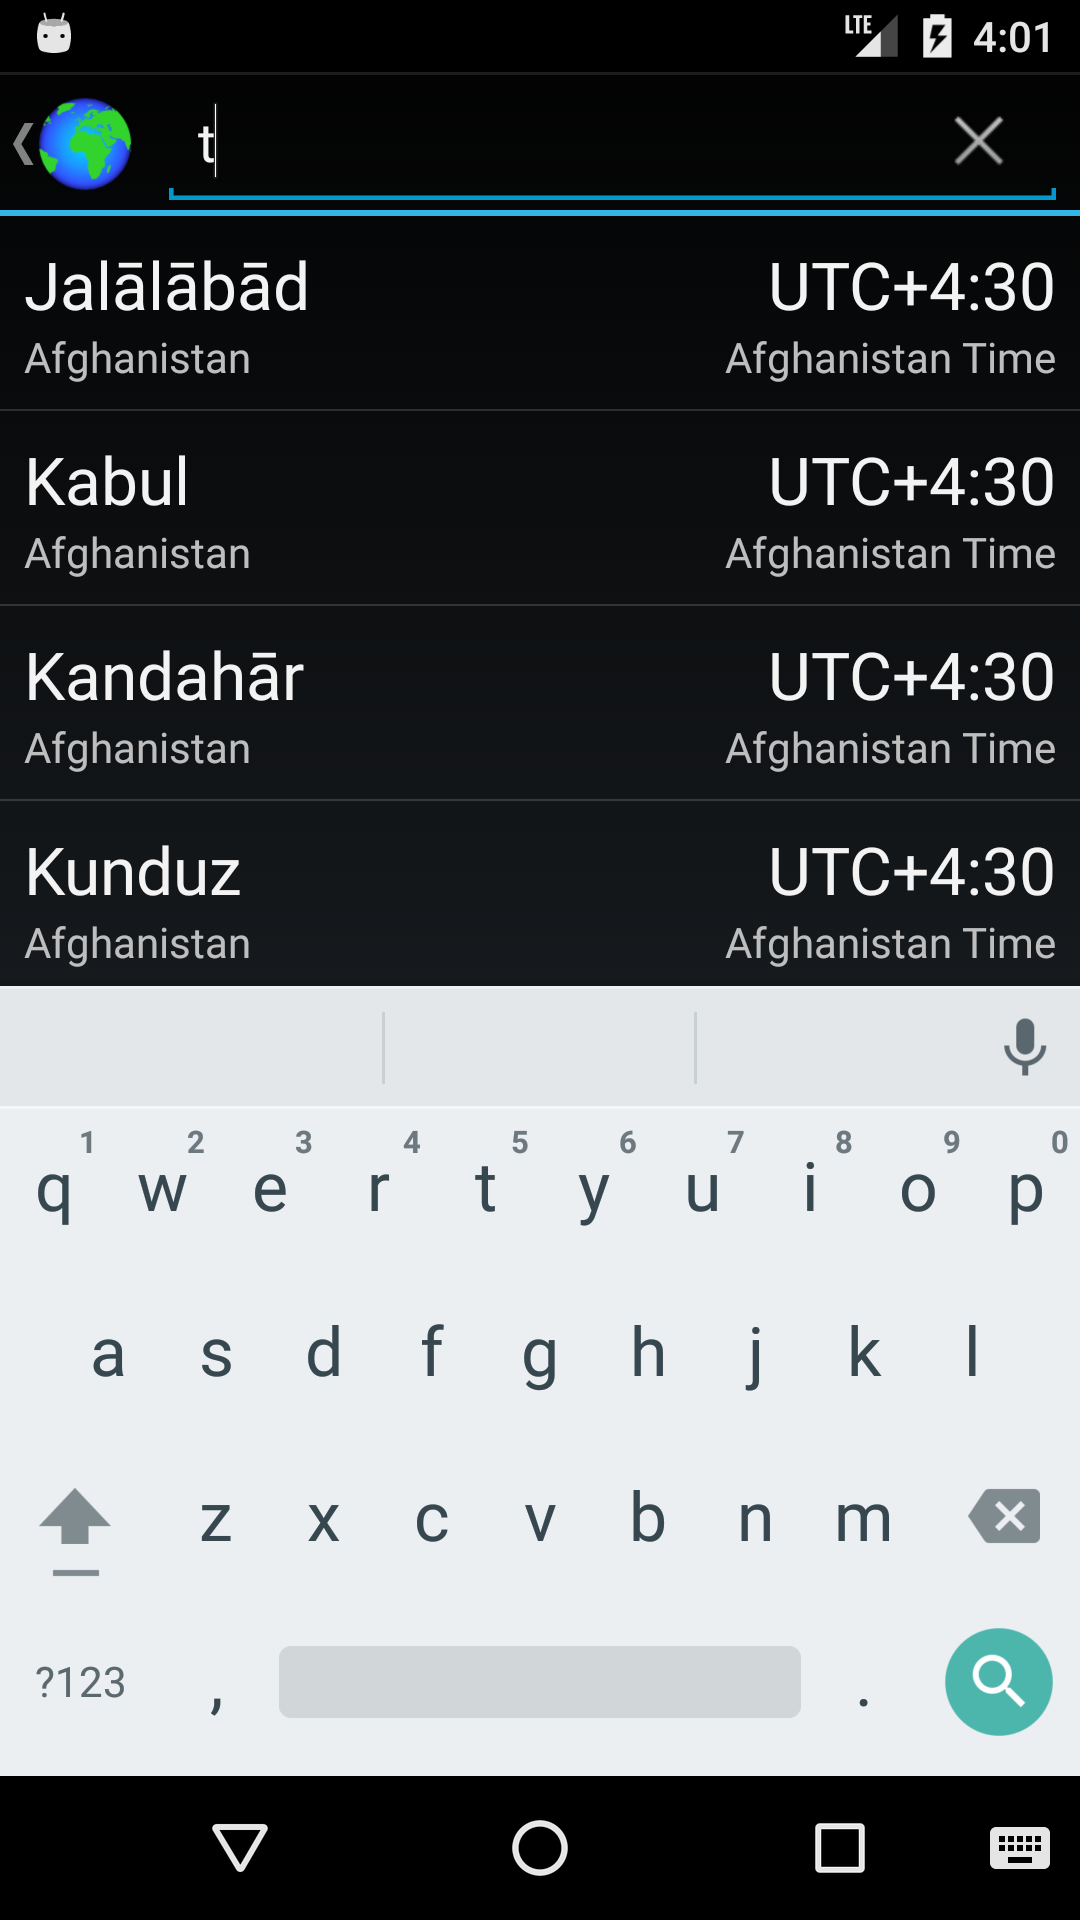 LTE 4:01
t
Jalālābād UTC+4:30
Afghanistan Afghanistan Time
Kabul UTC+4:30
Afghanistan Afghanistan Time
Kandahār UTC+4:30
Afghanistan Afghanistan Time
Kunduz UTC+4:30
Afghanistan Afghanistan Time
1 2 3 4 5 6 7 8 9 0
q w e r t y u i o p
a s d f g h j k l
z x c v b n m
?123 , .